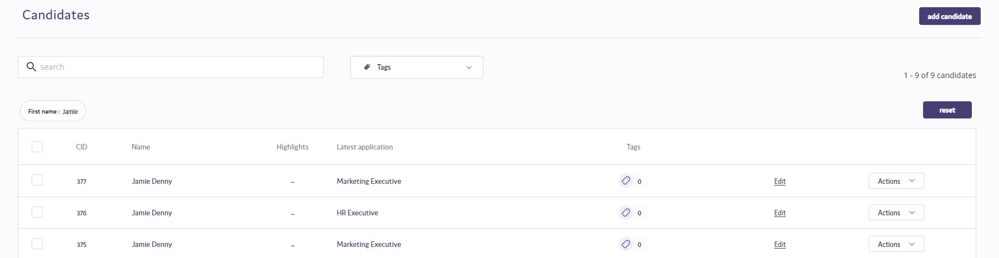 Candidates
add candidate
search
Tags
1 - 9 of 9 candidates
First name : Jamie
reset
CID Name Highlights Latest application Tags
377 Jamie Denny - Marketing Executive 0 Edit Actions
376 Jamie Denny - HR Executive 0 Edit Actions
375 Jamie Denny - Marketing Executive 0 Edit Actions